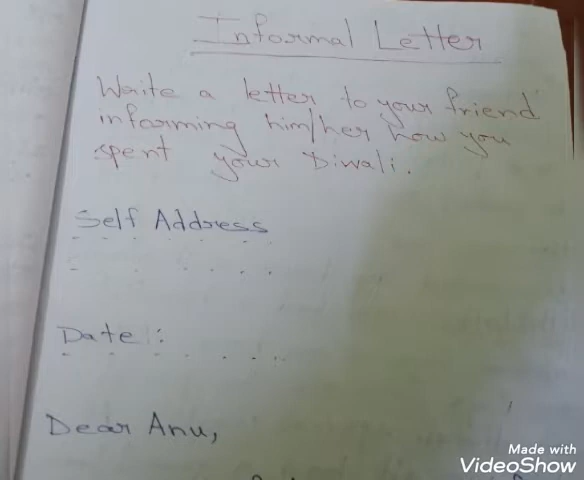 Informal Letter
Write a letter to your friend
informing him/her how you
spent your Diwali.
Self Address
Date :
Dear Anu,
Made with
VideoShow